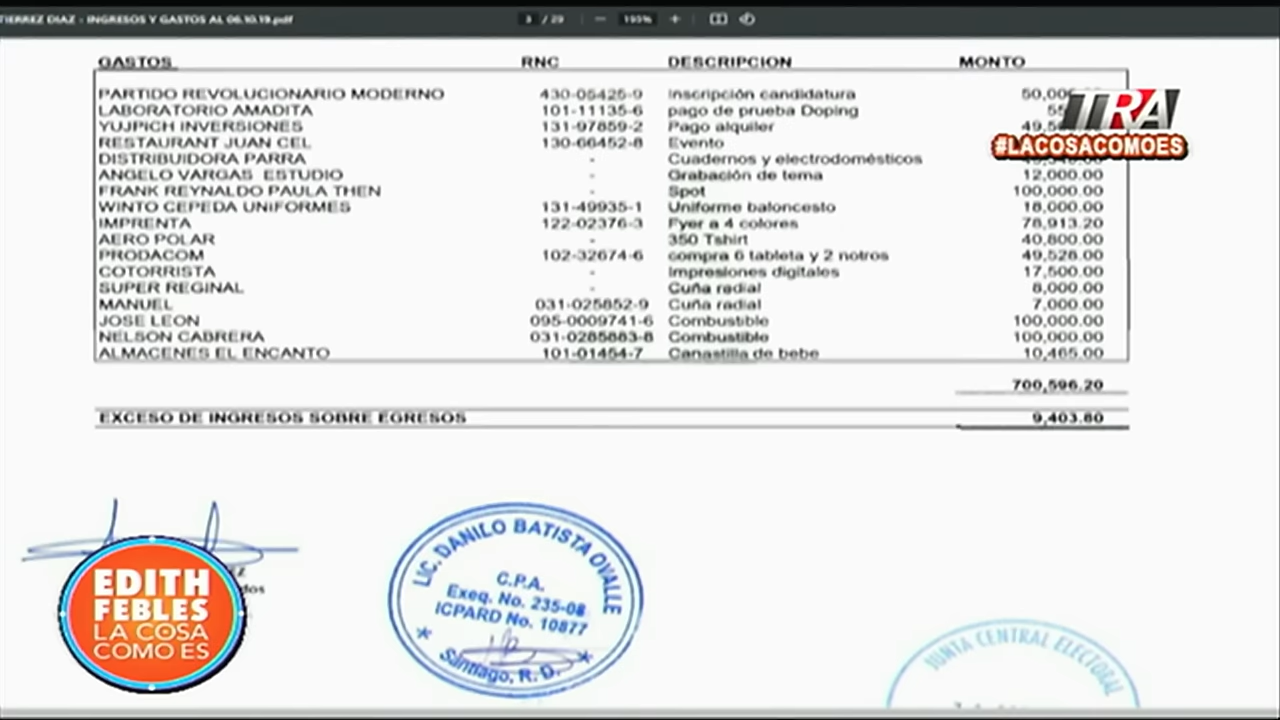 TIERREZ DIAZ - INGRESOS Y GASTOS AL 06.10.19.pdf 3 / 29 — 195% +
GASTOS RNC DESCRIPCION MONTO
PARTIDO REVOLUCIONARIO MODERNO 430-05425-9 Inscripción candidatura 50,00
LABORATORIO AMADITA 101-11135-6 pago de prueba Doping 55
YUJPICH INVERSIONES 131-97859-2 Pago alquiler 49,5
RESTAURANT JUAN CEL 130-66452-8 Evento
DISTRIBUIDORA PARRA - Cuadernos y electrodomésticos
ANGELO VARGAS ESTUDIO - Grabación de tema 12,000.00
FRANK REYNALDO PAULA THEN - Spot 100,000.00
WINTO CEPEDA UNIFORMES 131-49935-1 Uniforme baloncesto 18,000.00
IMPRENTA 122-02376-3 Fyer a 4 colores 78,913.20
AERO POLAR - 350 Tshirt 40,800.00
PRODACOM 102-32674-6 compra 6 tableta y 2 notros 49,528.00
COTORRISTA - Impresiones digitales 17,500.00
SUPER REGINAL - Cuña radial 8,000.00
MANUEL 031-025852-9 Cuña radial 7,000.00
JOSE LEON 095-0009741-6 Combustible 100,000.00
NELSON CABRERA 031-0285883-8 Combustible 100,000.00
ALMACENES EL ENCANTO 101-01454-7 Canastilla de bebe 10,465.00
700,596.20
EXCESO DE INGRESOS SOBRE EGRESOS 9,403.80
TRA
#LACOSACOMOES
LIC. DANILO BATISTA OVALLE
C.P.A.
Exeq. No. 235-08
ICPARD No. 10877
Santiago, R. D.
EDITH
FEBLES
LA COSA
COMO ES
JUNTA CENTRAL ELECTORAL